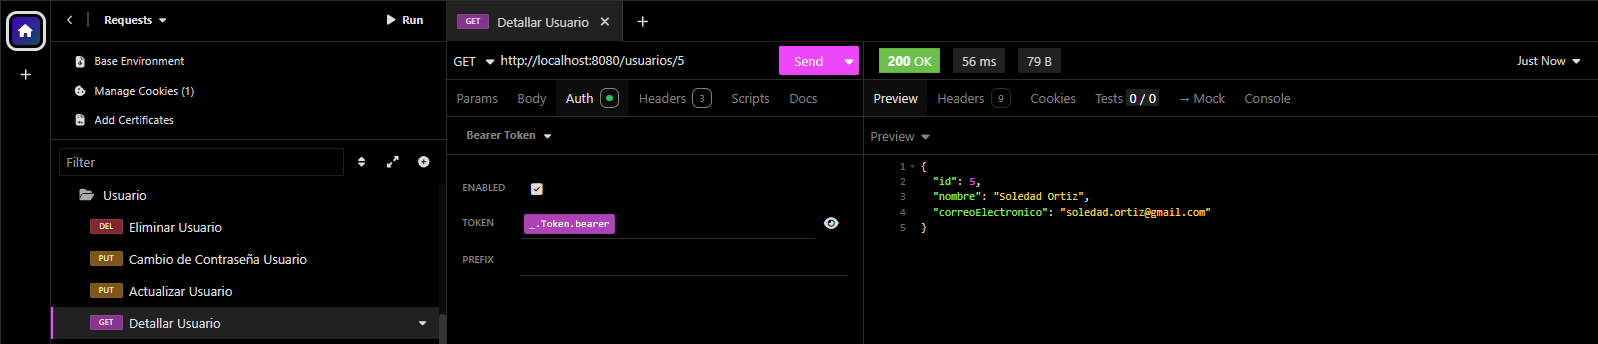 Requests
Run
Base Environment
Manage Cookies (1)
Add Certificates
Filter
Usuario
DEL Eliminar Usuario
PUT Cambio de Contraseña Usuario
PUT Actualizar Usuario
GET Detallar Usuario
GET Detallar Usuario
GET http://localhost:8080/usuarios/5 Send
Params Body Auth Headers 3 Scripts Docs
Bearer Token
ENABLED
TOKEN _.Token.bearer
PREFIX
200 OK 56 ms 79 B Just Now
Preview Headers 9 Cookies Tests 0 / 0 → Mock Console
Preview
1 {
2 "id": 5,
3 "nombre": "Soledad Ortiz",
4 "correoElectronico": "soledad.ortiz@gmail.com"
5 }